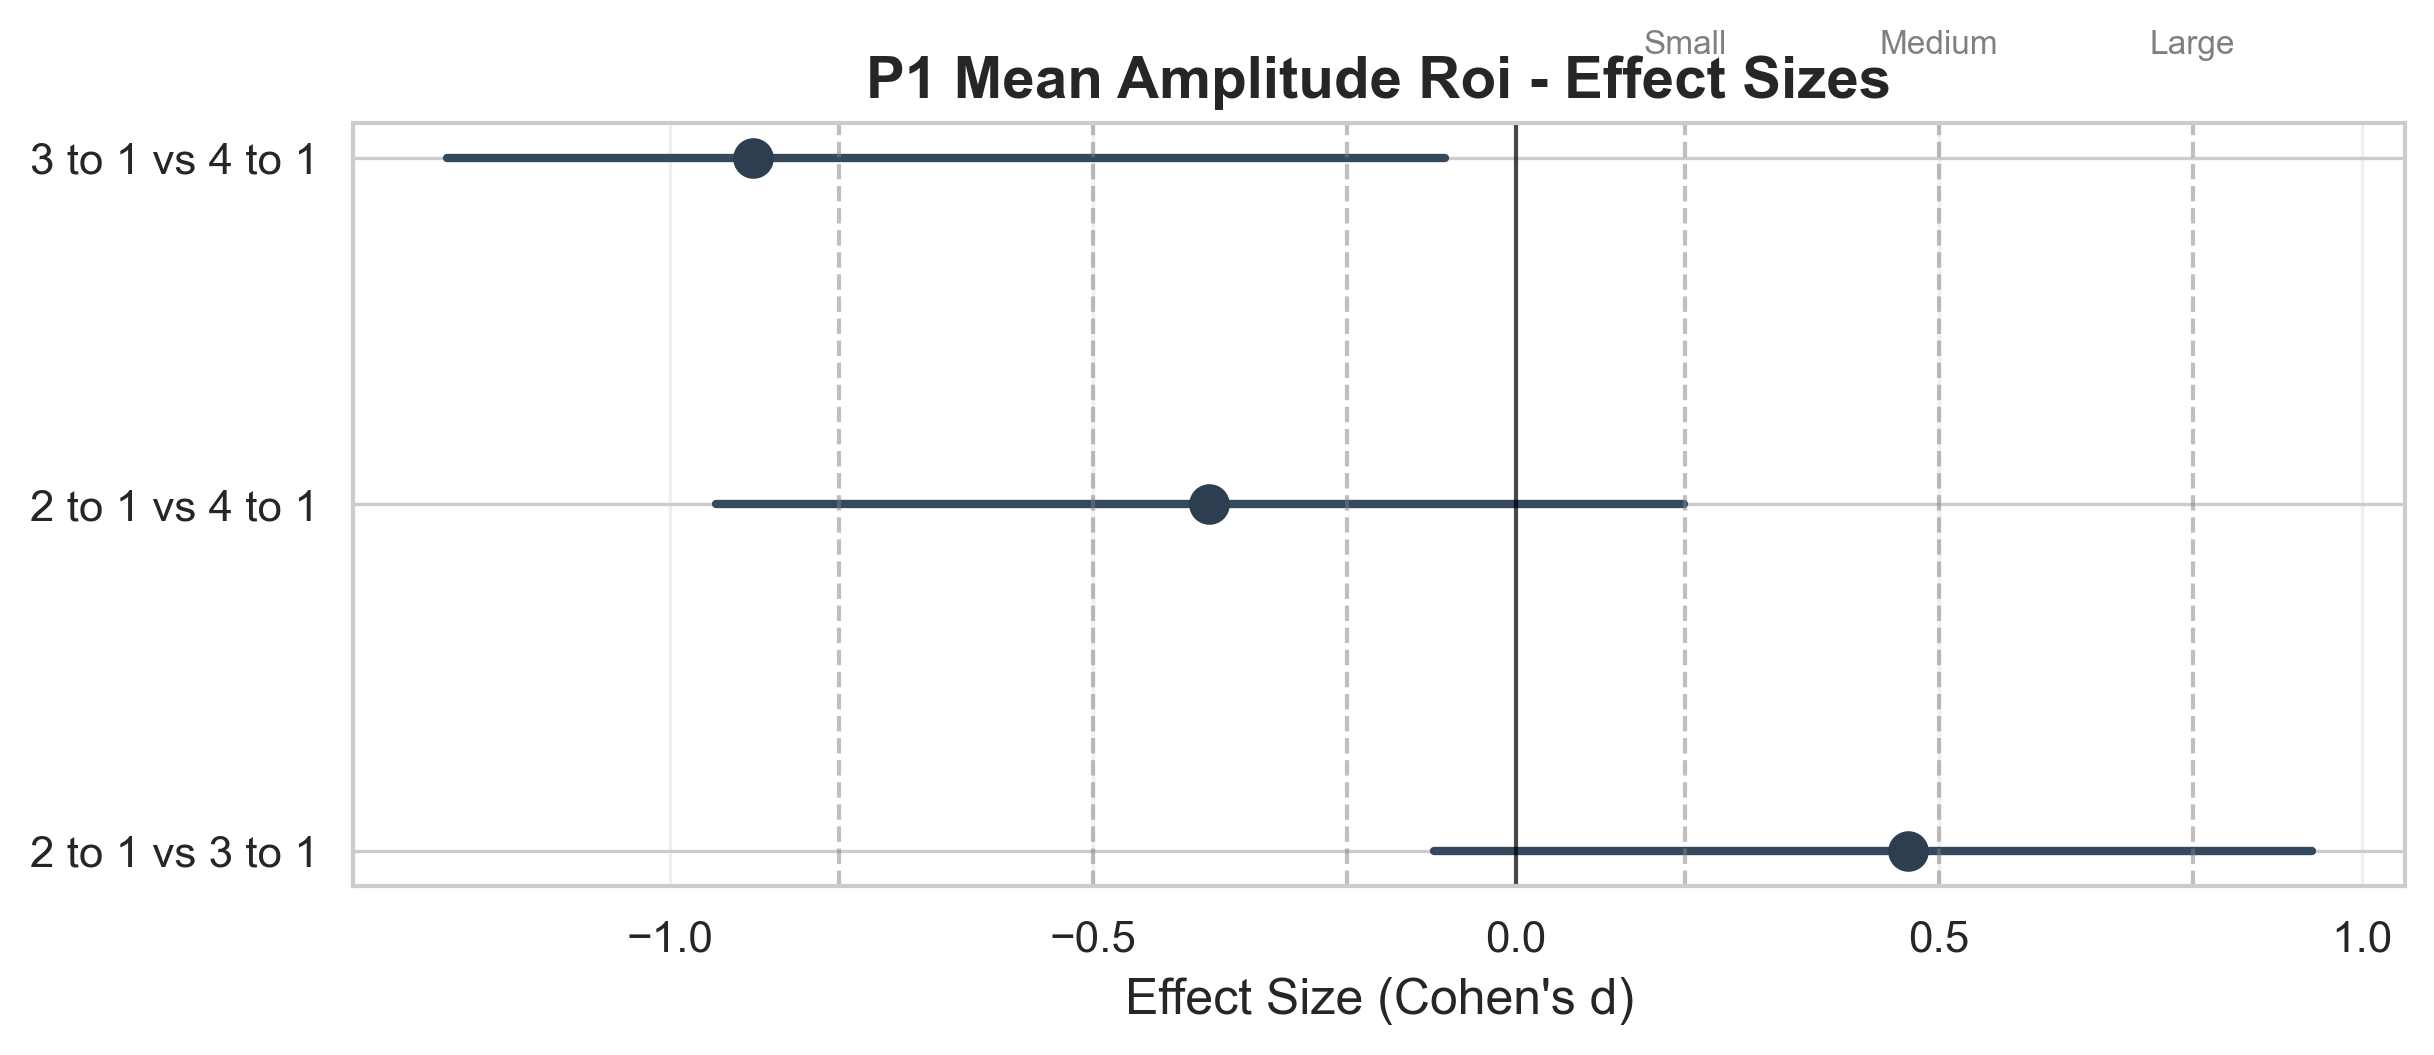 Small Medium Large
P1 Mean Amplitude Roi - Effect Sizes
3 to 1 vs 4 to 1
2 to 1 vs 4 to 1
2 to 1 vs 3 to 1
−1.0 −0.5 0.0 0.5 1.0
Effect Size (Cohen's d)